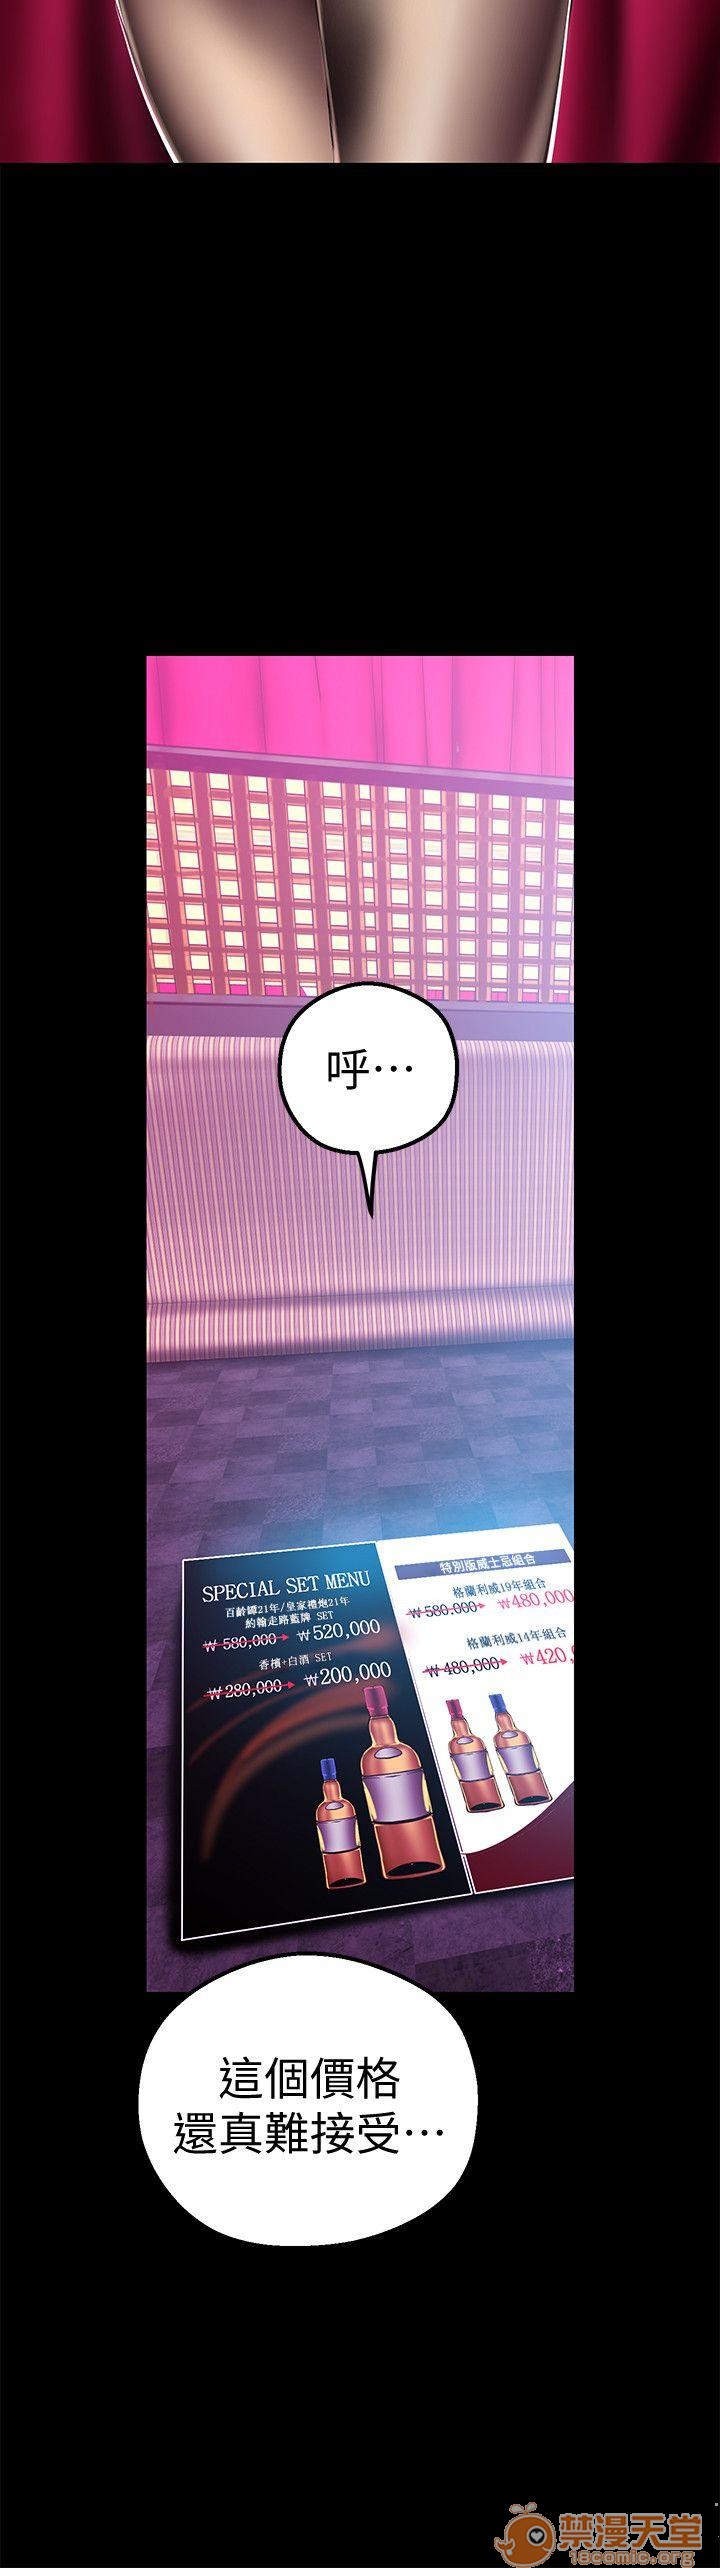 呼…
SPECIAL SET MENU
百齡罈21年/皇家禮炮21年
約翰走路藍牌 SET
₩ 580,000 → ₩ 520,000
香檳+白酒 SET
₩ 280,000 → ₩ 200,000
特別版威士忌組合
格蘭利威19年組合
₩ 580.000 → ₩ 480,000
格蘭利威14年組合
₩ 480,000 → ₩ 420,
這個價格
還真難接受…
禁漫天堂
18comic.org